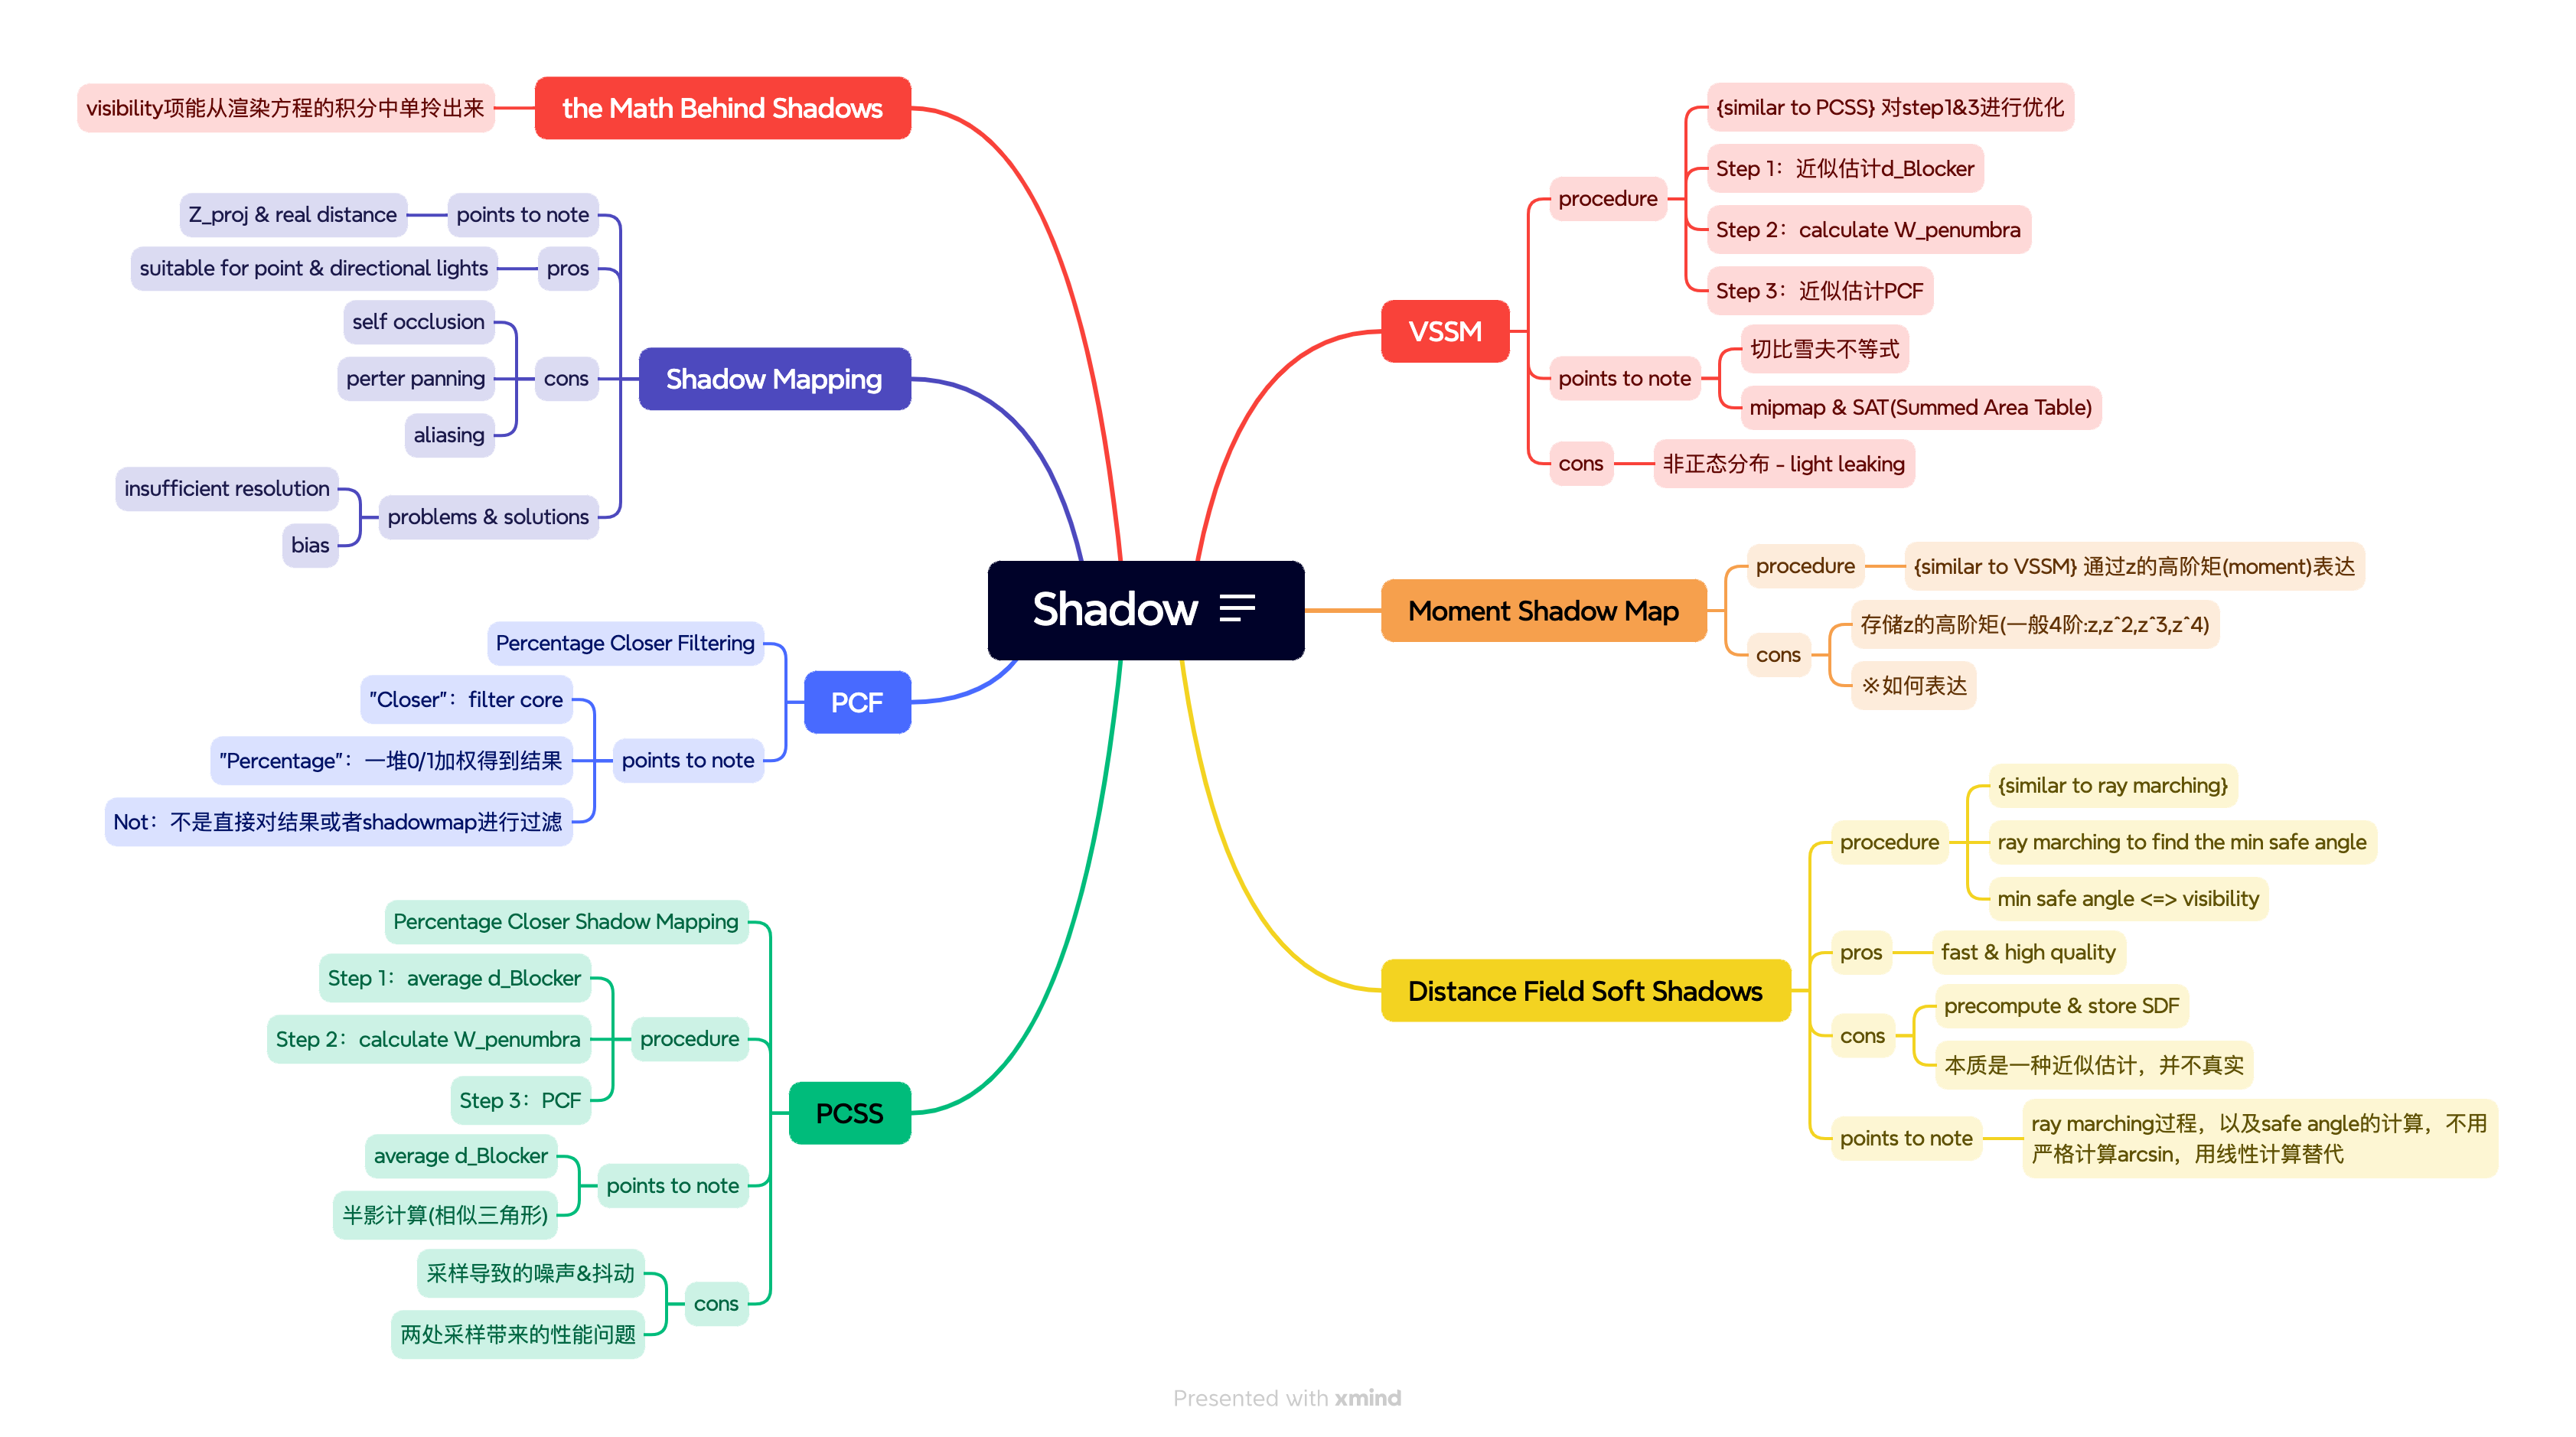 Shadow
the Math Behind Shadows
visibility项能从渲染方程的积分中单拎出来
Shadow Mapping
points to note
Z_proj & real distance
pros
suitable for point & directional lights
cons
self occlusion
perter panning
aliasing
problems & solutions
insufficient resolution
bias
PCF
Percentage Closer Filtering
points to note
"Closer"：filter core
"Percentage"：一堆0/1加权得到结果
Not：不是直接对结果或者shadowmap进行过滤
PCSS
Percentage Closer Shadow Mapping
procedure
Step 1：average d_Blocker
Step 2：calculate W_penumbra
Step 3：PCF
points to note
average d_Blocker
半影计算(相似三角形)
cons
采样导致的噪声&抖动
两处采样带来的性能问题
VSSM
procedure
{similar to PCSS} 对step1&3进行优化
Step 1：近似估计d_Blocker
Step 2：calculate W_penumbra
Step 3：近似估计PCF
points to note
切比雪夫不等式
mipmap & SAT(Summed Area Table)
cons
非正态分布 - light leaking
Moment Shadow Map
procedure
{similar to VSSM} 通过z的高阶矩(moment)表达
cons
存储z的高阶矩(一般4阶:z,z^2,z^3,z^4)
※如何表达
Distance Field Soft Shadows
procedure
{similar to ray marching}
ray marching to find the min safe angle
min safe angle <=> visibility
pros
fast & high quality
cons
precompute & store SDF
本质是一种近似估计，并不真实
points to note
ray marching过程，以及safe angle的计算，不用
严格计算arcsin，用线性计算替代
Presented with xmind